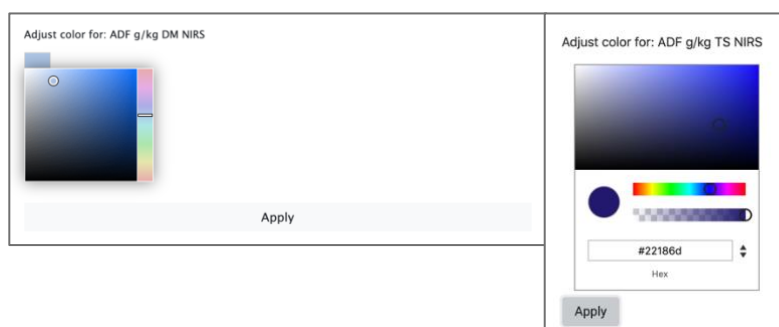 Adjust color for: ADF g/kg DM NIRS
Apply
Adjust color for: ADF g/kg TS NIRS
#22186d
Hex
Apply